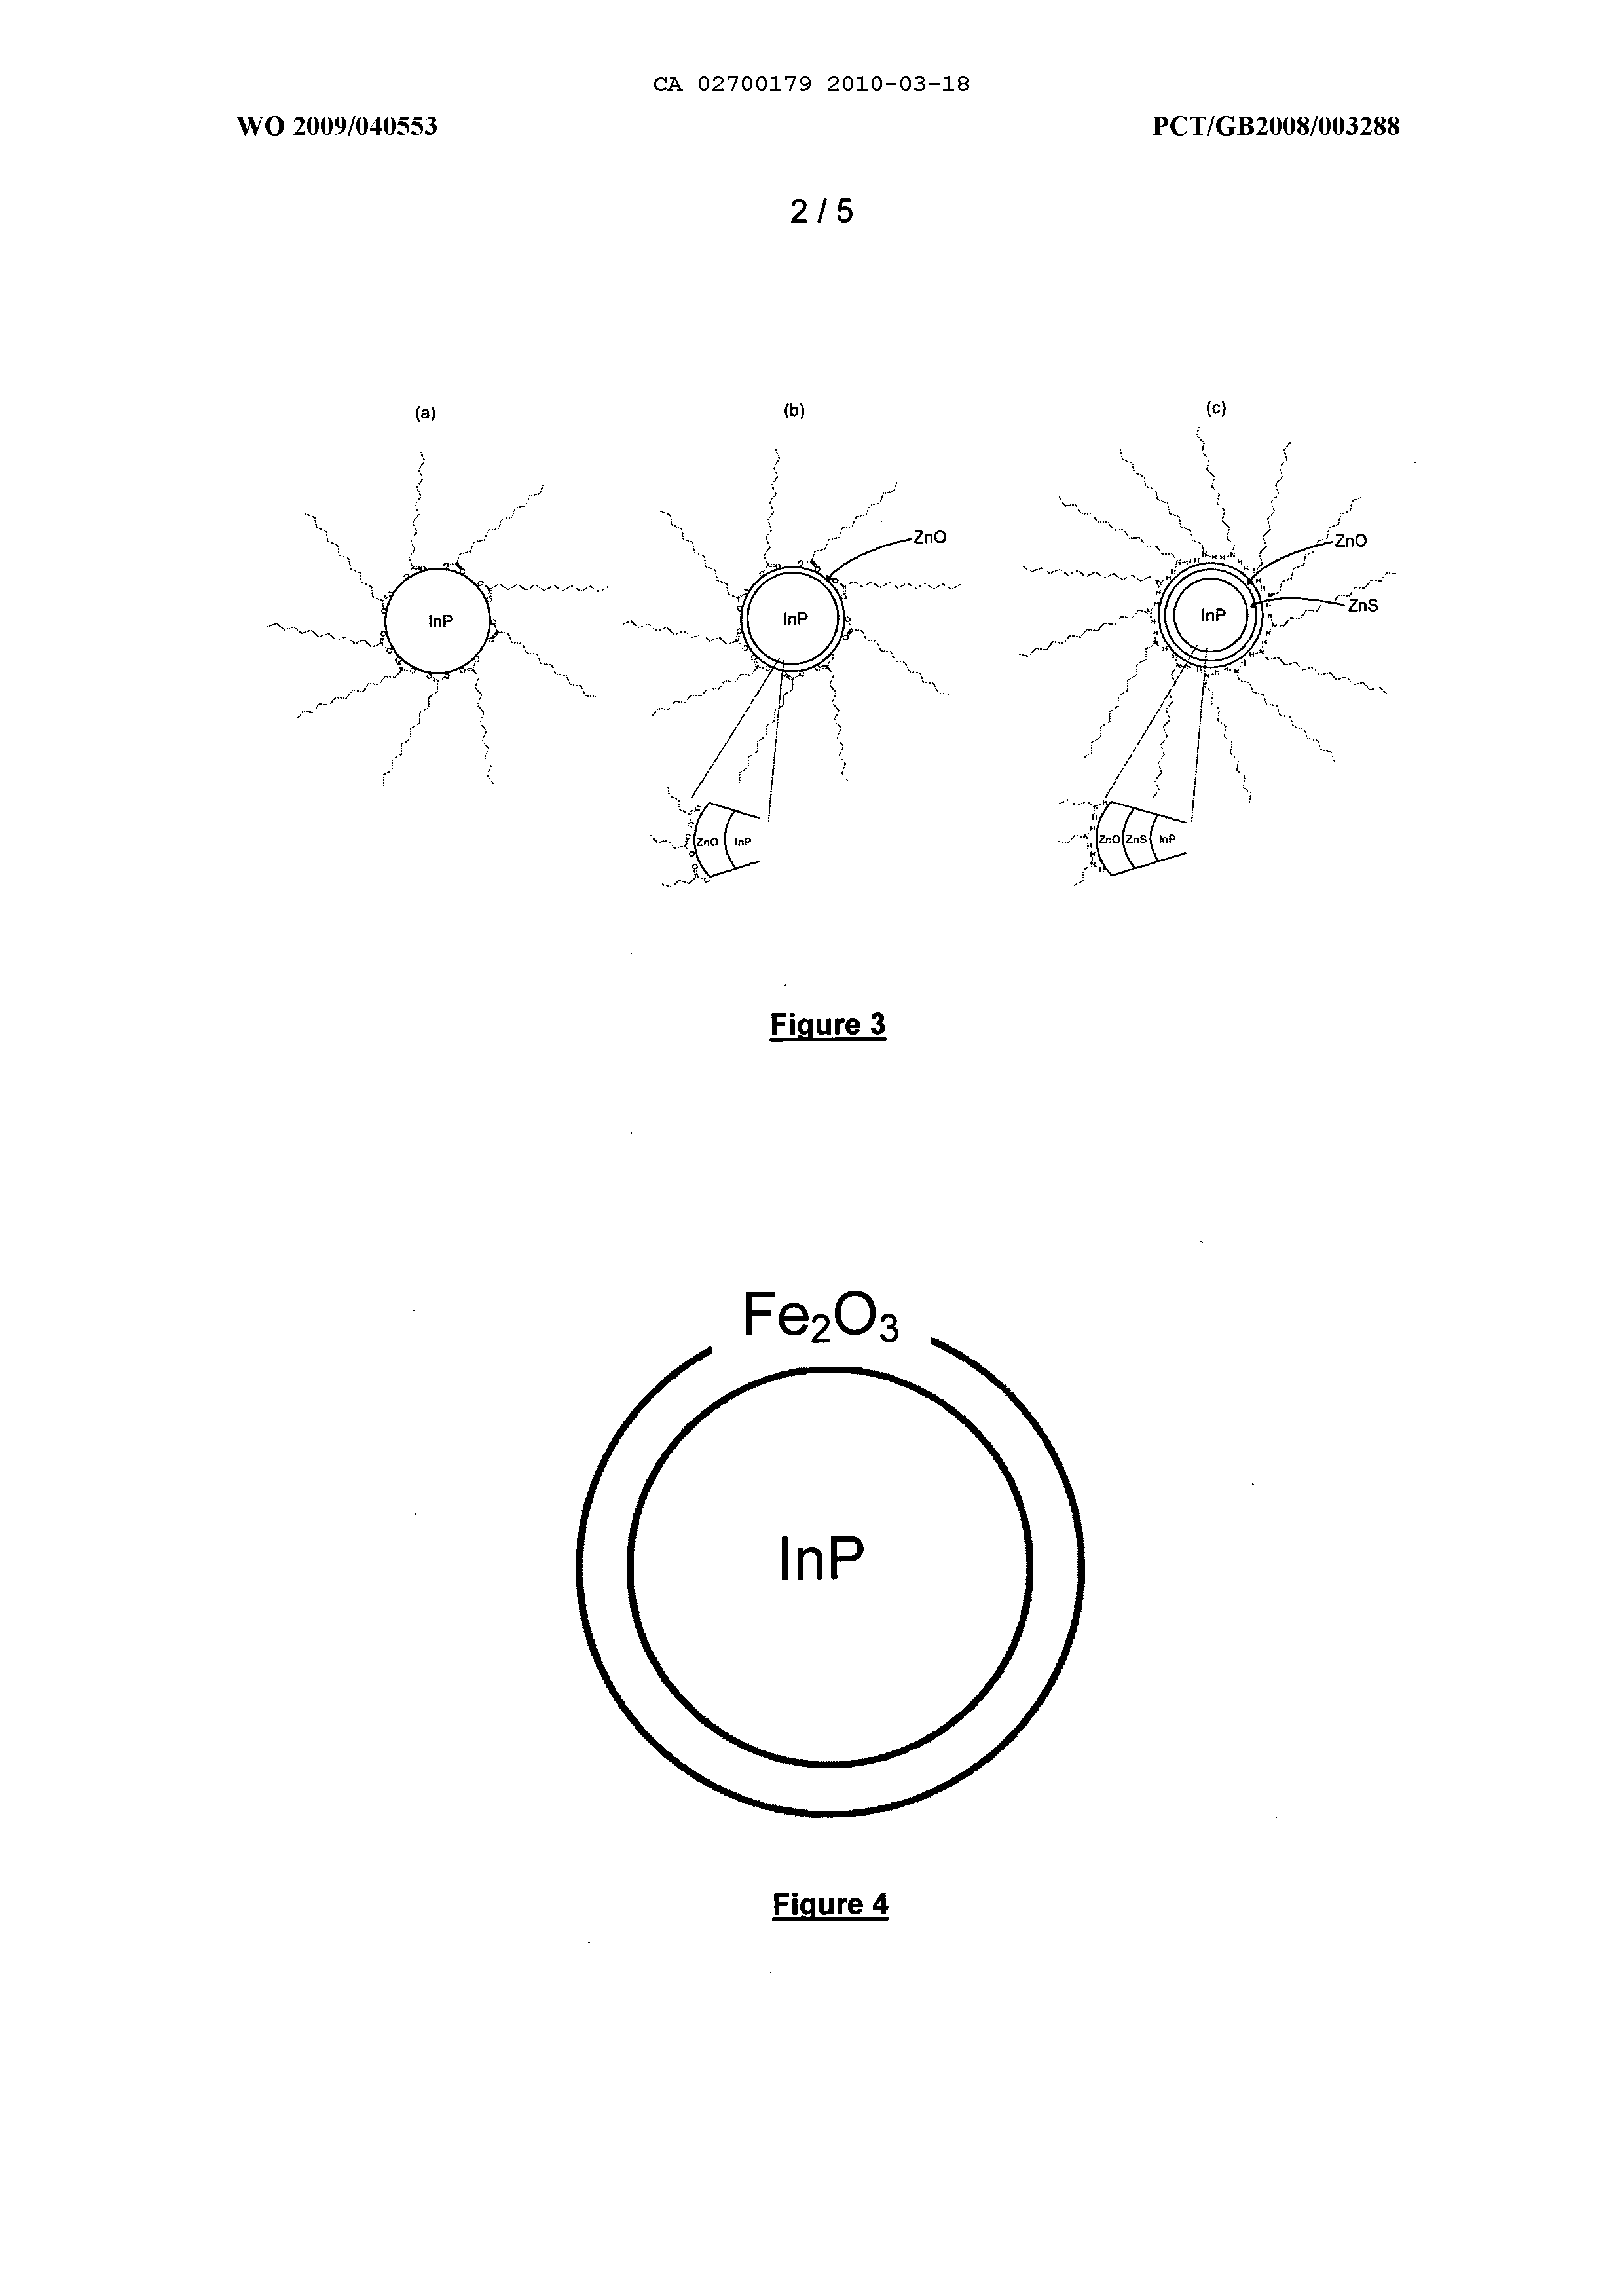 CA 02700179 2010-03-18
WO 2009/040553 PCT/GB2008/003288
2 / 5
(a) (b) (c)
ZnO ZnO
ZnS
InP InP InP
ZnO InP ZnO ZnS InP
Figure 3
Fe₂O₃
InP
Figure 4